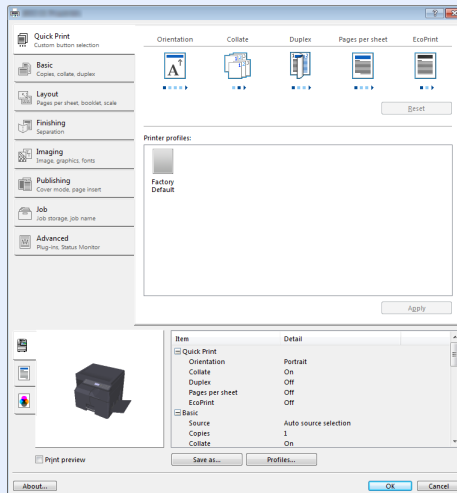 Quick Print
Custom button selection
Basic
Copies, collate, duplex
Layout
Pages per sheet, booklet, scale
Finishing
Separation
Imaging
Image, graphics, fonts
Publishing
Cover mode, page insert
Job
Job storage, job name
Advanced
Plug-ins, Status Monitor
Orientation Collate Duplex Pages per sheet EcoPrint
A
Reset
Printer profiles:
Factory
Default
Apply
Item Detail
Quick Print
Orientation Portrait
Collate On
Duplex Off
Pages per sheet Off
EcoPrint Off
Basic
Source Auto source selection
Copies 1
Collate On
Print preview
Save as... Profiles...
About... OK Cancel